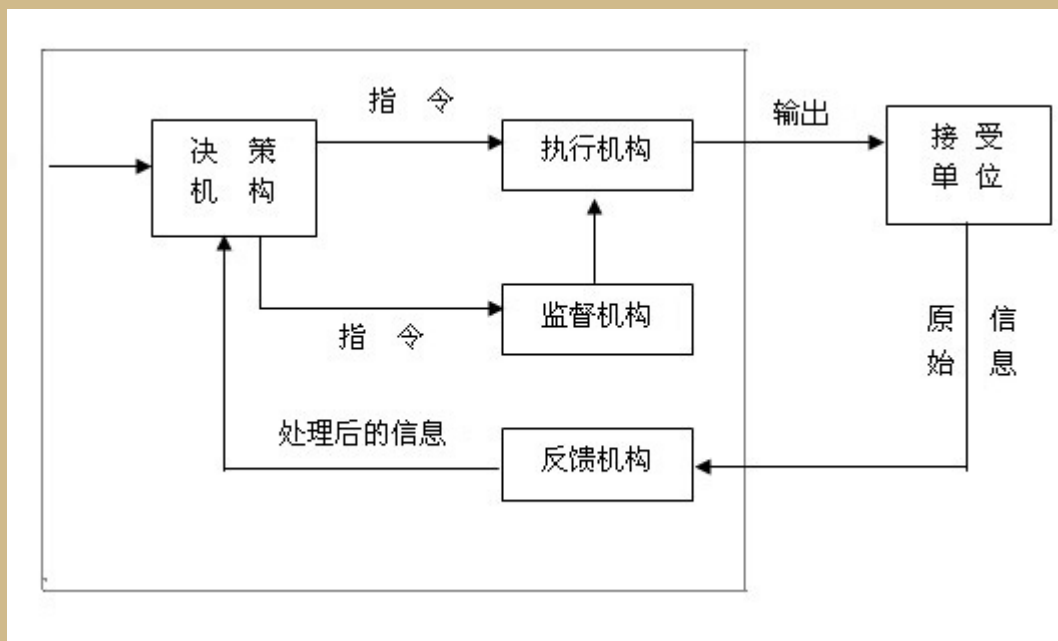 指 令
输出
决 策
机 构
执行机构
接 受
单 位
监督机构
指 令
原 信
始 息
处理后的信息
反馈机构